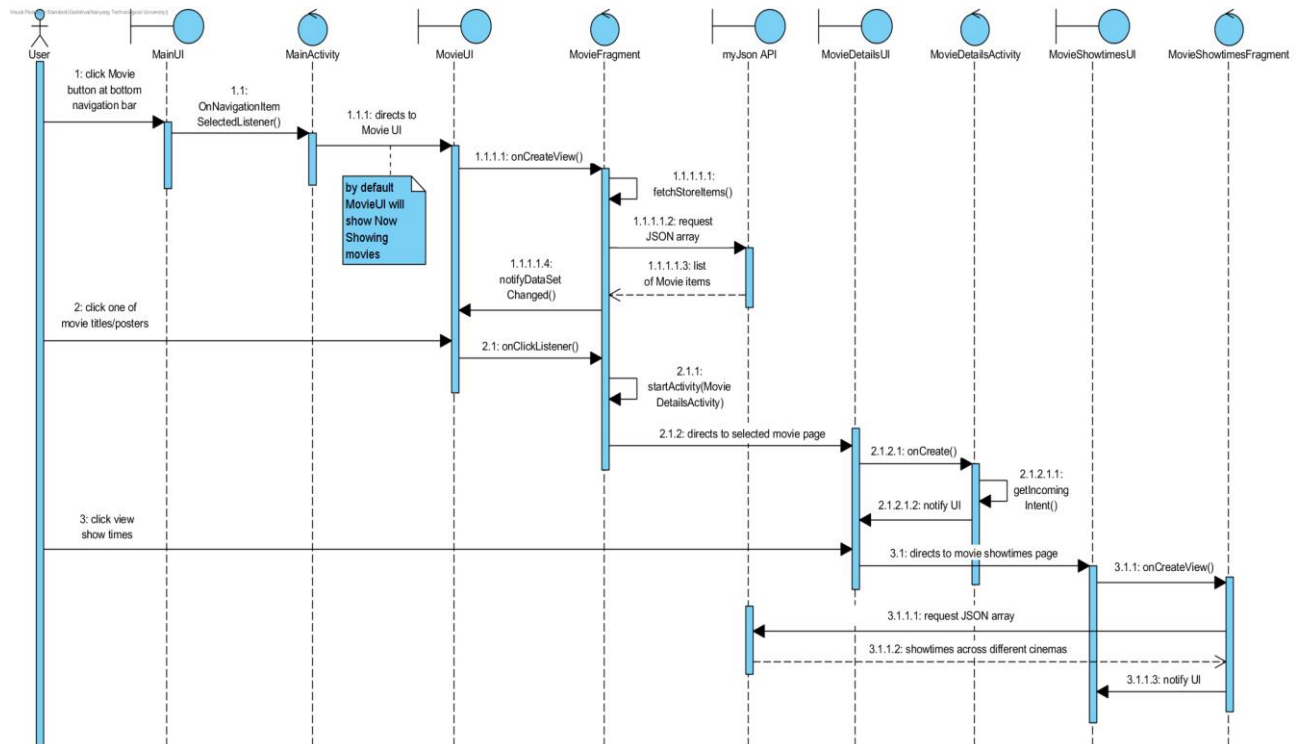 User
MainUI
MainActivity
MovieUI
MovieFragment
myJson API
MovieDetailsUI
MovieDetailsActivity
MovieShowtimesUI
MovieShowtimesFragment
1: click Movie
button at bottom
navigation bar
1.1:
OnNavigationItem
SelectedListener()
1.1.1: directs to
Movie UI
by default
MovieUI will
show Now
Showing
movies
1.1.1.1: onCreateView()
1.1.1.1.1:
fetchStoreItems()
1.1.1.1.2: request
JSON array
1.1.1.1.3: list
of Movie items
1.1.1.1.4:
notifyDataSet
Changed()
2: click one of
movie titles/posters
2.1: onClickListener()
2.1.1:
startActivity(Movie
DetailsActivity)
2.1.2: directs to selected movie page
2.1.2.1: onCreate()
2.1.2.1.1:
getIncoming
Intent()
2.1.2.1.2: notify UI
3: click view
show times
3.1: directs to movie showtimes page
3.1.1: onCreateView()
3.1.1.1: request JSON array
3.1.1.2: showtimes across different cinemas
3.1.1.3: notify UI